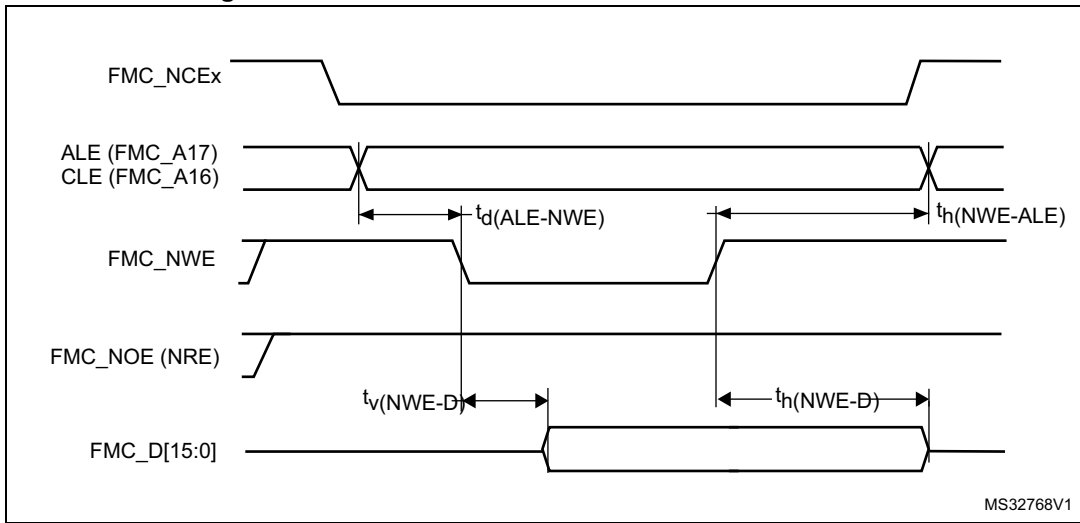 FMC_NCEx
ALE (FMC_A17)
CLE (FMC_A16)
td(ALE-NWE)
th(NWE-ALE)
FMC_NWE
FMC_NOE (NRE)
tv(NWE-D)
th(NWE-D)
FMC_D[15:0]
MS32768V1